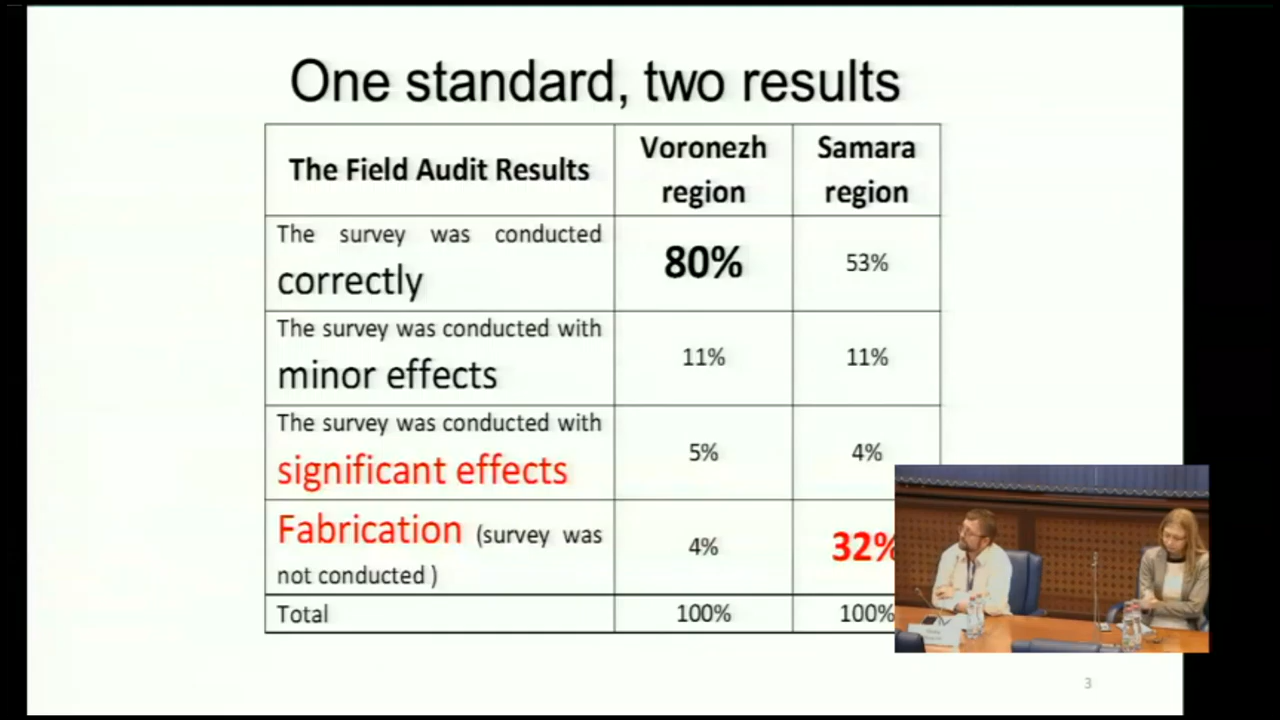 One standard, two results
The Field Audit Results
Voronezh
region
Samara
region
The survey was conducted
correctly
80%
53%
The survey was conducted with
minor effects
11%
11%
The survey was conducted with
significant effects
5%
4%
Fabrication (survey was
not conducted )
4%
32%
Total
100%
100%
3